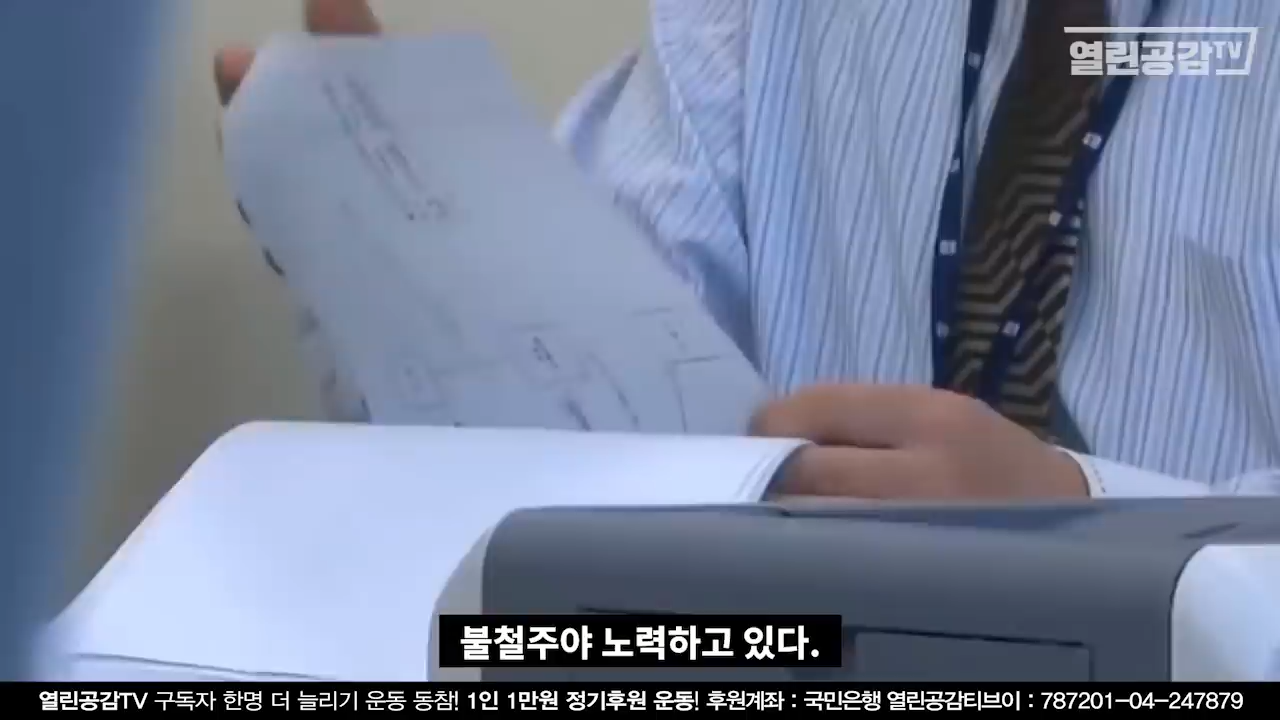 열린공감TV
불철주야 노력하고 있다.
열린공감TV 구독자 한명 더 늘리기 운동 동참! 1인 1만원 정기후원 운동! 후원계좌 : 국민은행 열린공감티브이 : 787201-04-247879